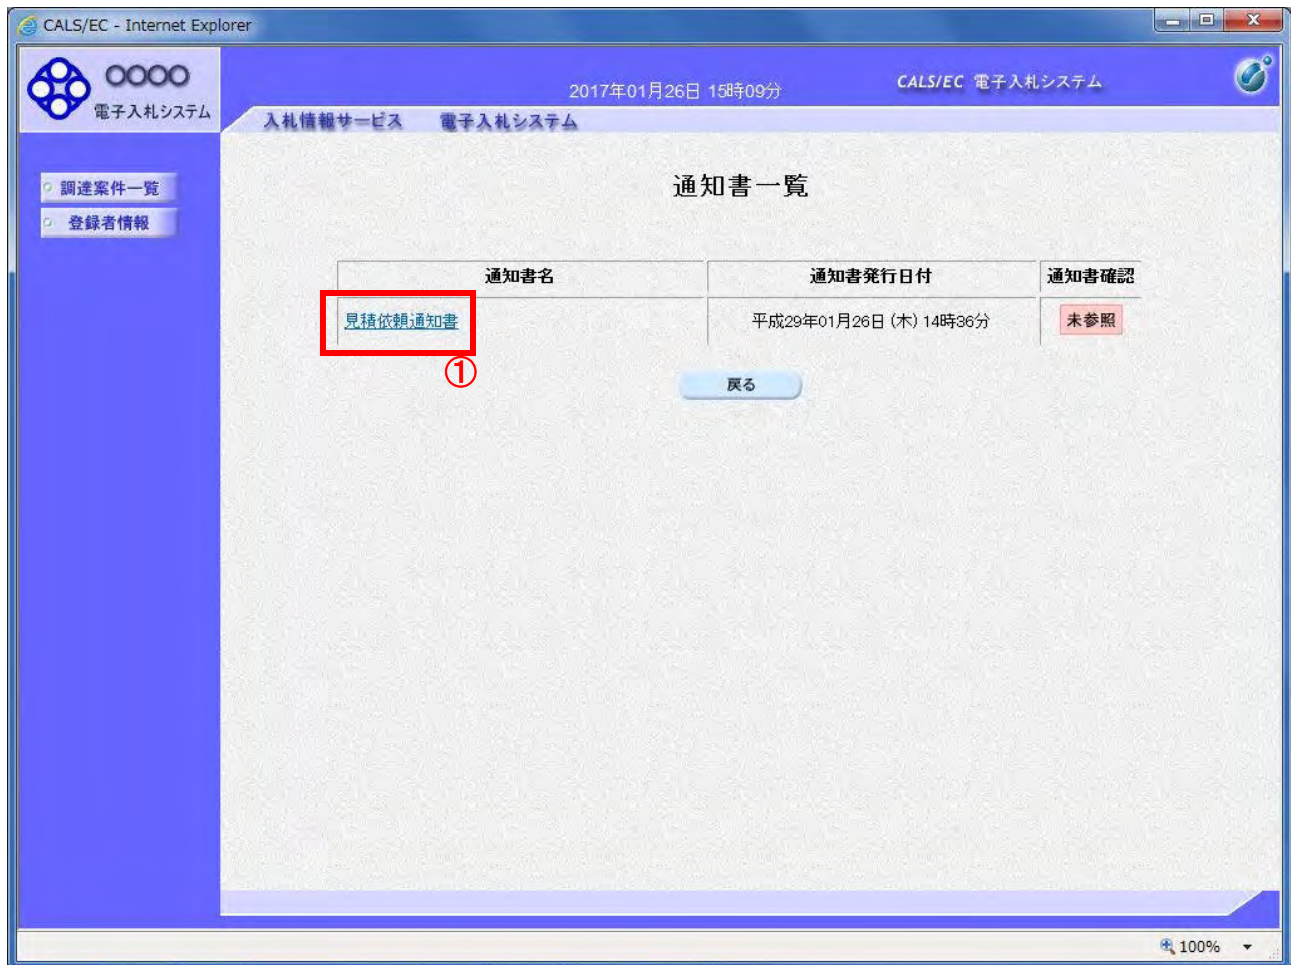 CALS/EC - Internet Explorer
○○○○
電子入札システム
2017年01月26日 15時09分
CALS/EC 電子入札システム
入札情報サービス 電子入札システム
調達案件一覧
登録者情報
通知書一覧
通知書名 通知書発行日付 通知書確認
見積依頼通知書 平成29年01月26日 (木) 14時36分 未参照
①
戻る
100%